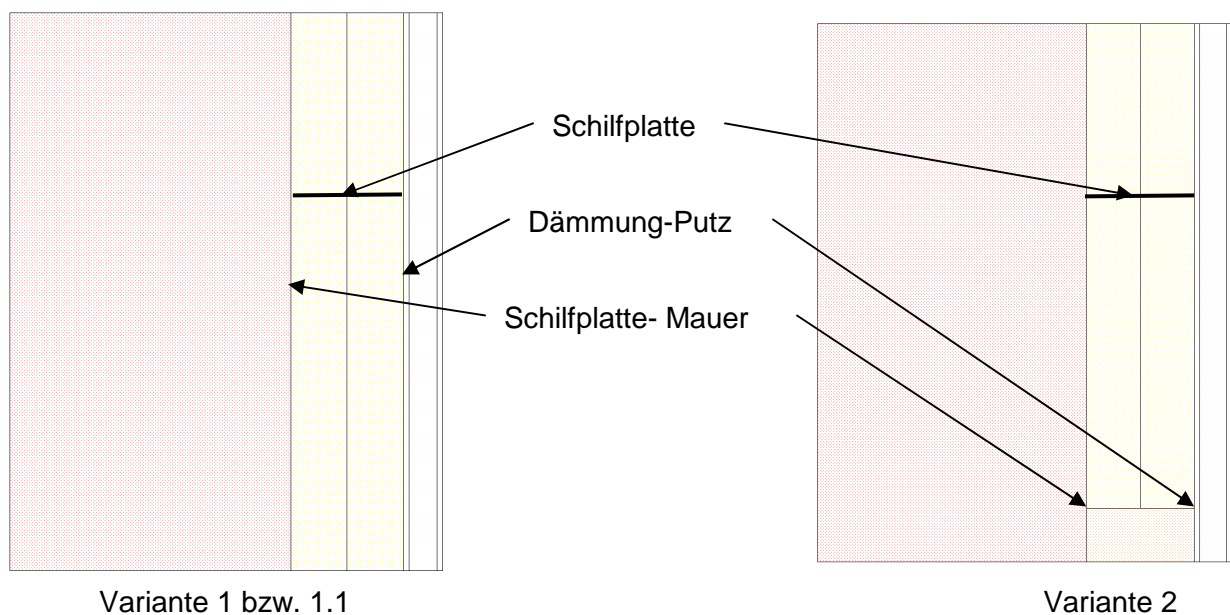 Schilfplatte
Dämmung-Putz
Schilfplatte- Mauer
Variante 1 bzw. 1.1
Variante 2